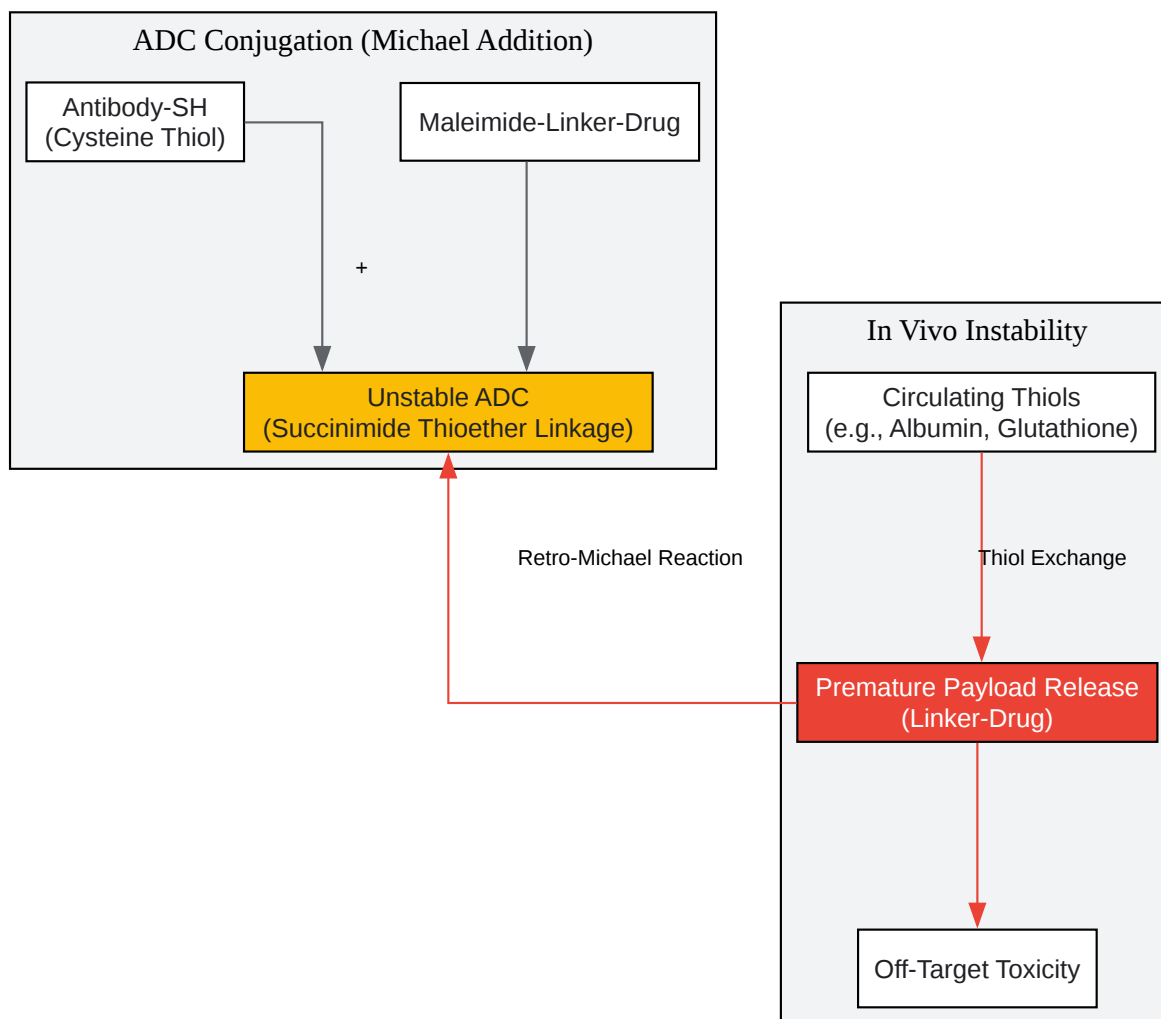 ADC Conjugation (Michael Addition)
Antibody-SH
(Cysteine Thiol)
Maleimide-Linker-Drug
+
Unstable ADC
(Succinimide Thioether Linkage)
In Vivo Instability
Circulating Thiols
(e.g., Albumin, Glutathione)
Retro-Michael Reaction
Thiol Exchange
Premature Payload Release
(Linker-Drug)
Off-Target Toxicity